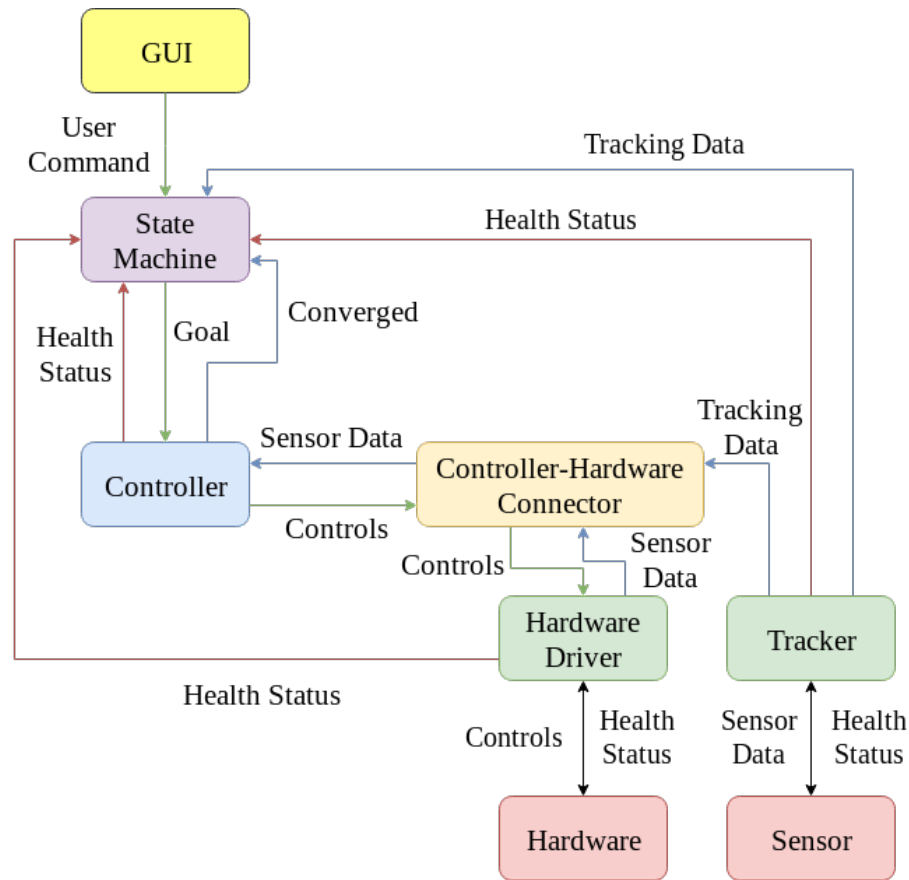 GUI
User
Command
Tracking Data
State
Machine
Health Status
Health
Status
Goal
Converged
Tracking
Data
Sensor Data
Controller
Controller-Hardware
Connector
Controls
Controls
Sensor
Data
Hardware
Driver
Tracker
Health Status
Controls
Health
Status
Sensor
Data
Health
Status
Hardware
Sensor